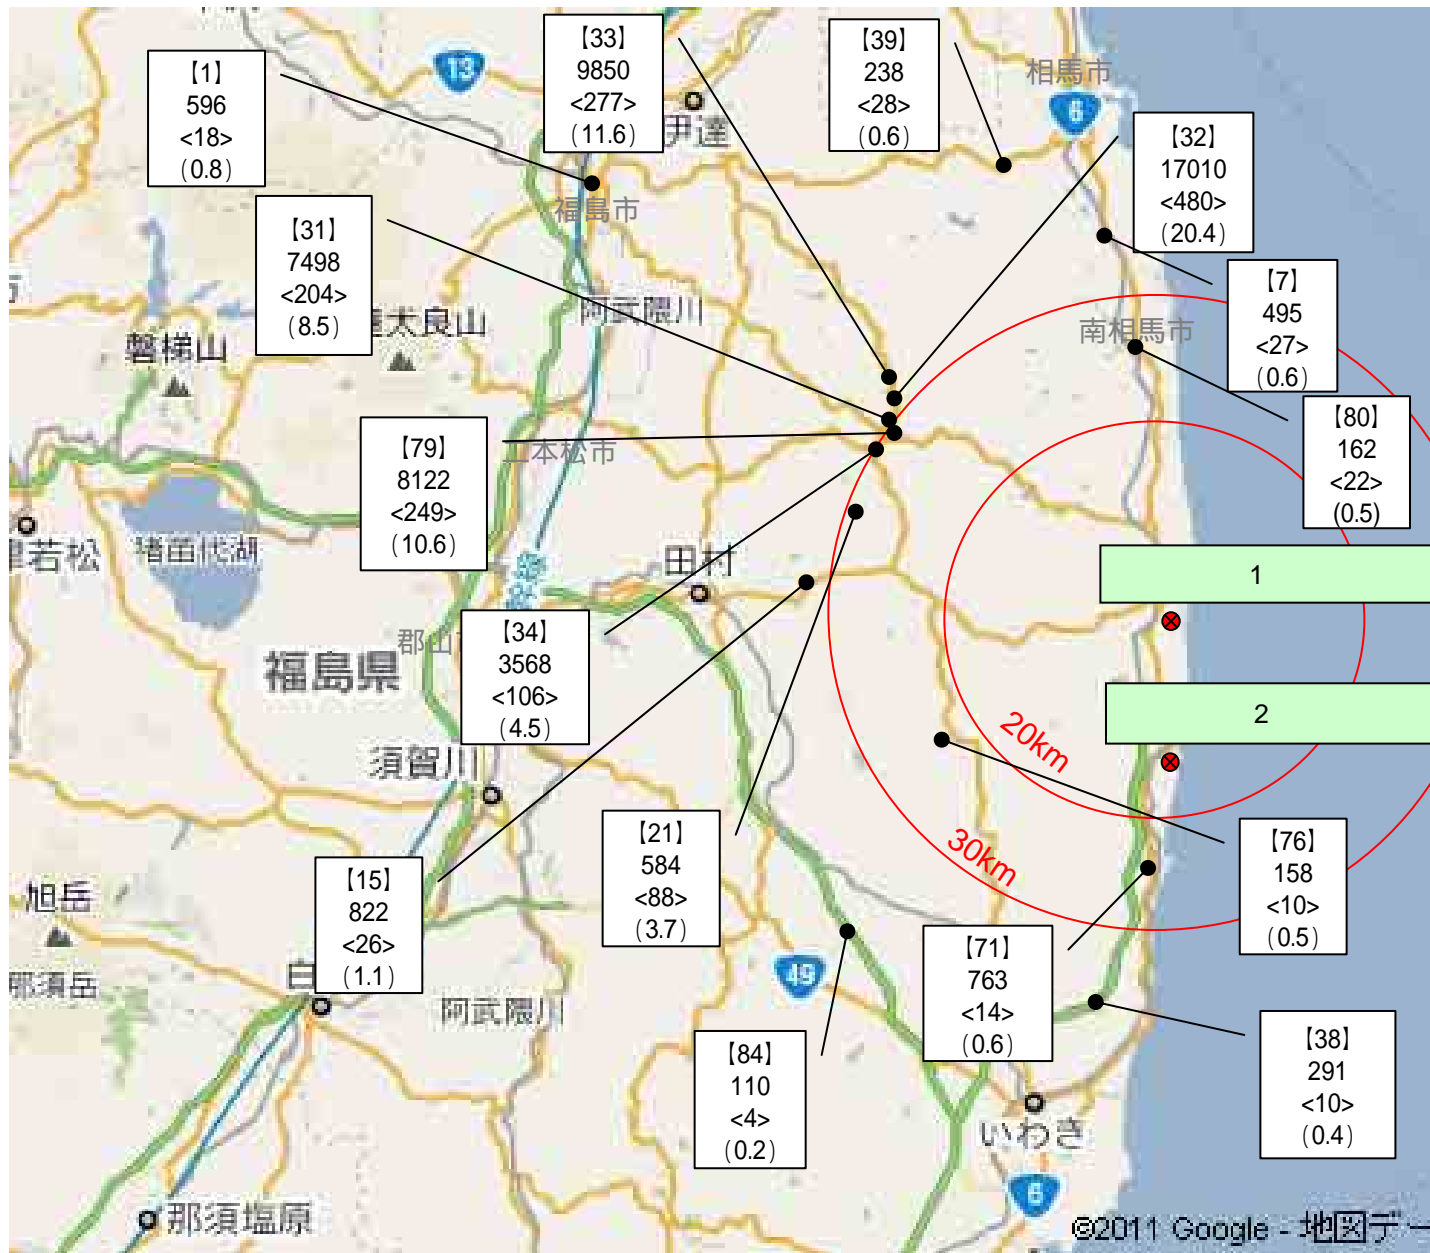 【1】
596
<18>
(0.8)
【33】
9850
<277>
(11.6)
【39】
238
<28>
(0.6)
【32】
17010
<480>
(20.4)
【31】
7498
<204>
(8.5)
【7】
495
<27>
(0.6)
【80】
162
<22>
(0.5)
【79】
8122
<249>
(10.6)
【34】
3568
<106>
(4.5)
【21】
584
<88>
(3.7)
【15】
822
<26>
(1.1)
【76】
158
<10>
(0.5)
【71】
763
<14>
(0.6)
【84】
110
<4>
(0.2)
【38】
291
<10>
(0.4)
1
2
20km
30km
13
6
49
6
相馬市
伊達
福島市
阿武隈川
南相馬市
磐梯山
太良山
二本松市
若松
猪苗代湖
田村
郡山
福島県
須賀川
旭岳
那須岳
白
阿武隈川
いわき
那須塩原
©2011 Google - 地図デー